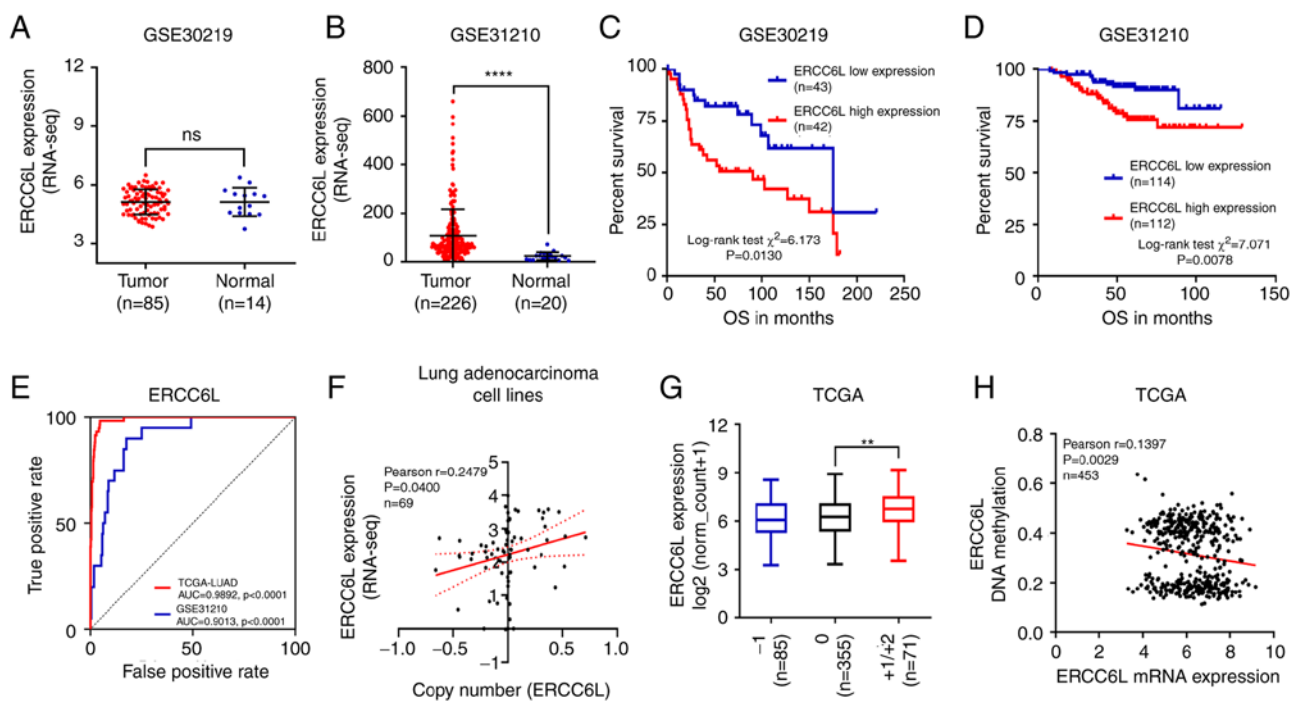 A
GSE30219
ERCC6L expression
(RNA-seq)
12
9
6
3
ns
Tumor
(n=85)
Normal
(n=14)
B
GSE31210
ERCC6L expression
(RNA-seq)
800
600
400
200
0
****
Tumor
(n=226)
Normal
(n=20)
C
GSE30219
Percent survival
100
75
50
25
0
ERCC6L low expression
(n=43)
ERCC6L high expression
(n=42)
Log-rank test χ²=6.173
P=0.0130
0 50 100 150 200 250
OS in months
D
GSE31210
Percent survival
100
75
50
25
0
ERCC6L low expression
(n=114)
ERCC6L high expression
(n=112)
Log-rank test χ²=7.071
P=0.0078
0 50 100 150
OS in months
E
ERCC6L
True positive rate
100
50
0
TCGA-LUAD
AUC=0.9892, p<0.0001
GSE31210
AUC=0.9013, p<0.0001
0 50 100
False positive rate
F
Lung adenocarcinoma
cell lines
ERCC6L expression
(RNA-seq)
Pearson r=0.2479
P=0.0400
n=69
5
4
3
2
1
−1
−1.0 −0.5 0.5 1.0
Copy number (ERCC6L)
G
TCGA
ERCC6L expression
log2 (norm_count+1)
12
9
6
3
0
**
−1
(n=85)
0
(n=355)
+1/+2
(n=71)
H
TCGA
ERCC6L
DNA methylation
0.8
0.6
0.4
0.2
0.0
Pearson r=0.1397
P=0.0029
n=453
0 2 4 6 8 10
ERCC6L mRNA expression